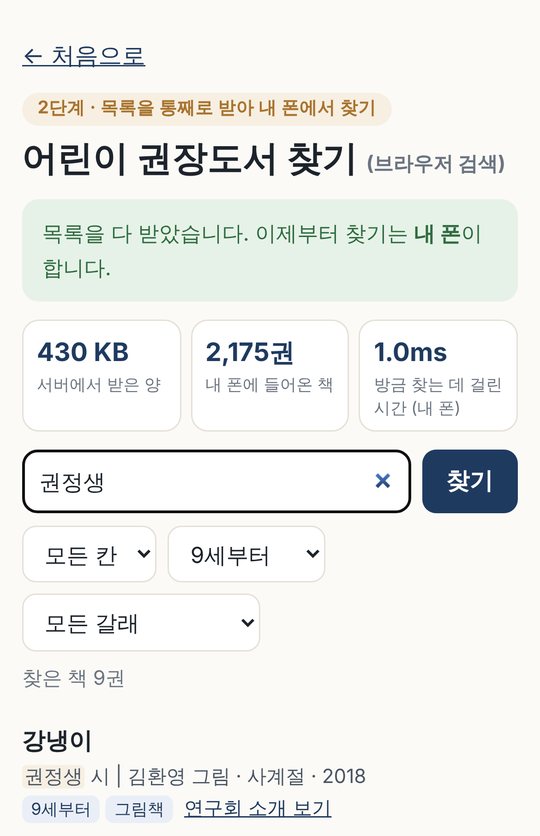 ← 처음으로
2단계 · 목록을 통째로 받아 내 폰에서 찾기
어린이 권장도서 찾기 (브라우저 검색)
목록을 다 받았습니다. 이제부터 찾기는 내 폰이
합니다.
430 KB
서버에서 받은 양
2,175권
내 폰에 들어온 책
1.0ms
방금 찾는 데 걸린
시간 (내 폰)
권정생 ×
찾기
모든 칸
9세부터
모든 갈래
찾은 책 9권
강냉이
권정생 시 | 김환영 그림 · 사계절 · 2018
9세부터 그림책 연구회 소개 보기